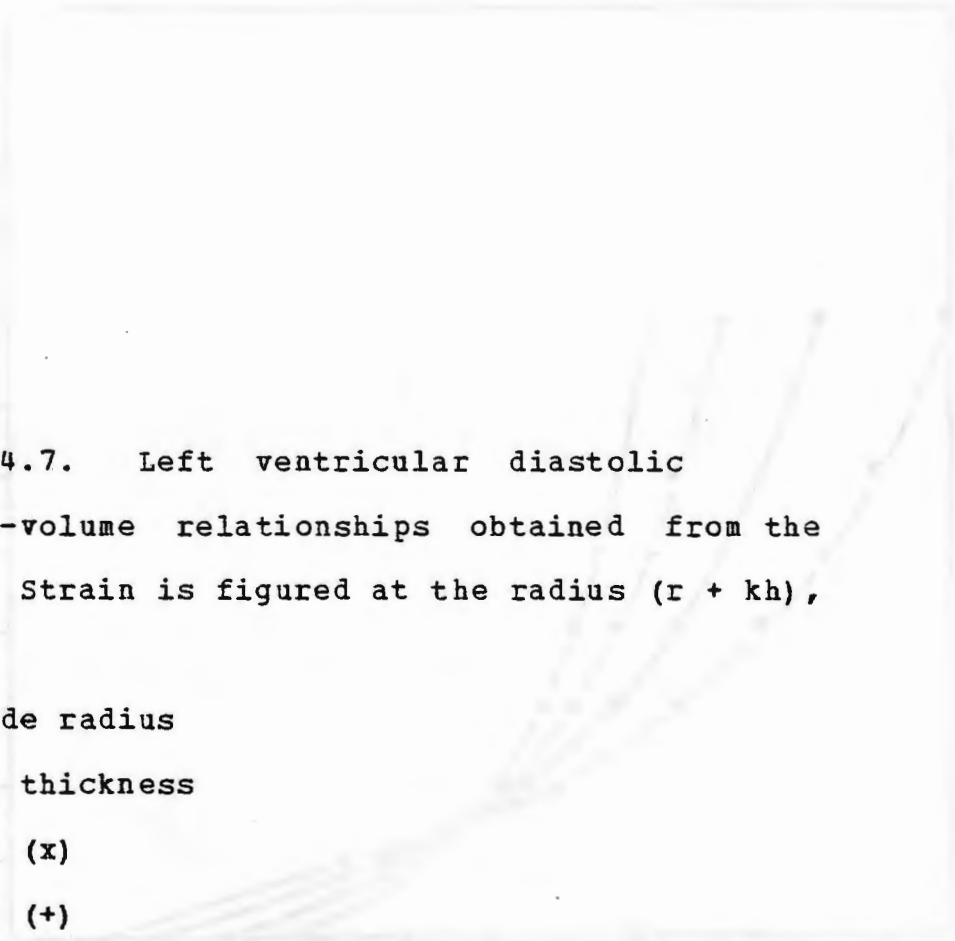 4.7. Left ventricular diastolic
-volume relationships obtained from the
Strain is figured at the radius (r + kh),
de radius
thickness
(x)
(+)